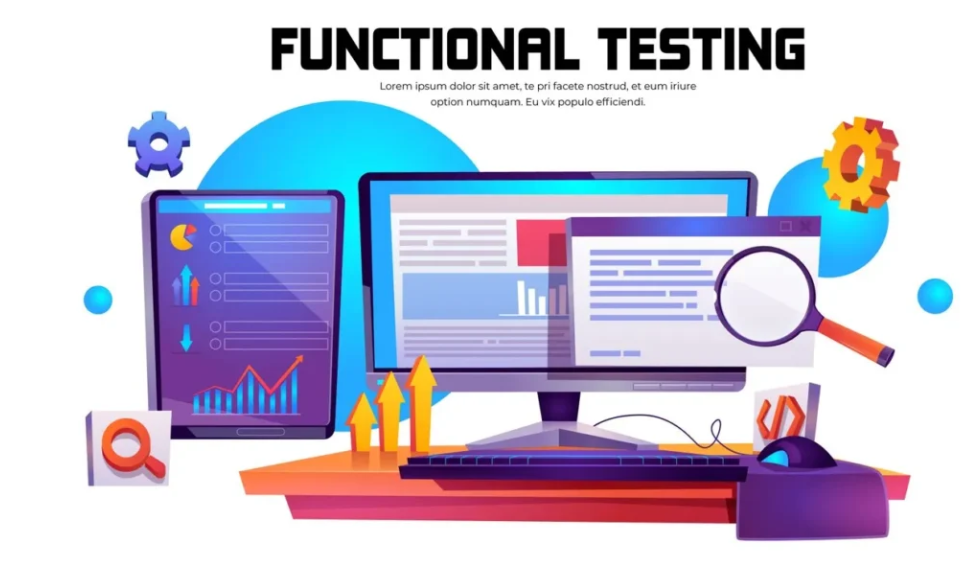 FUNCTIONAL TESTING
Lorem ipsum dolor sit amet, te pri facete nostrud, et eum iriure
option numquam. Eu vix populo efficiendi.
</>